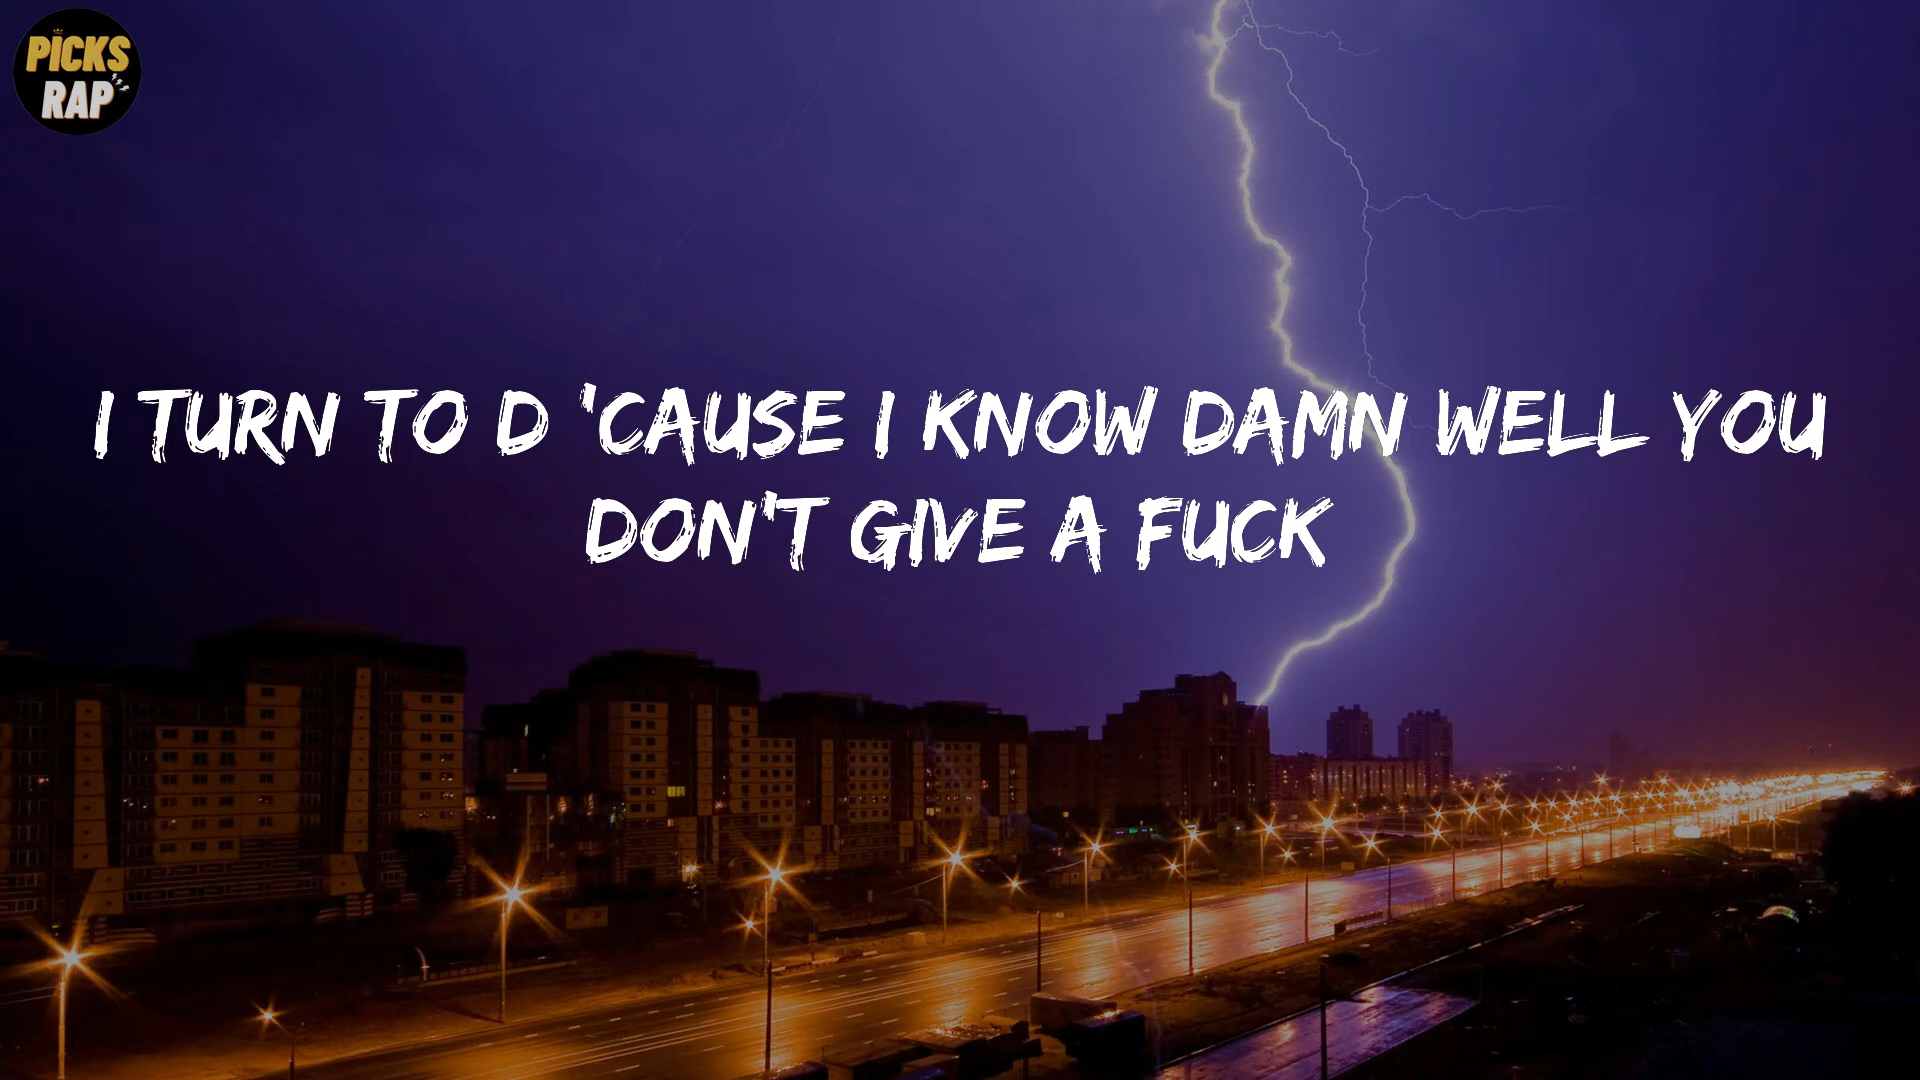 PICKS
RAP
I TURN TO D 'CAUSE I KNOW DAMN WELL YOU
DON'T GIVE A FUCK